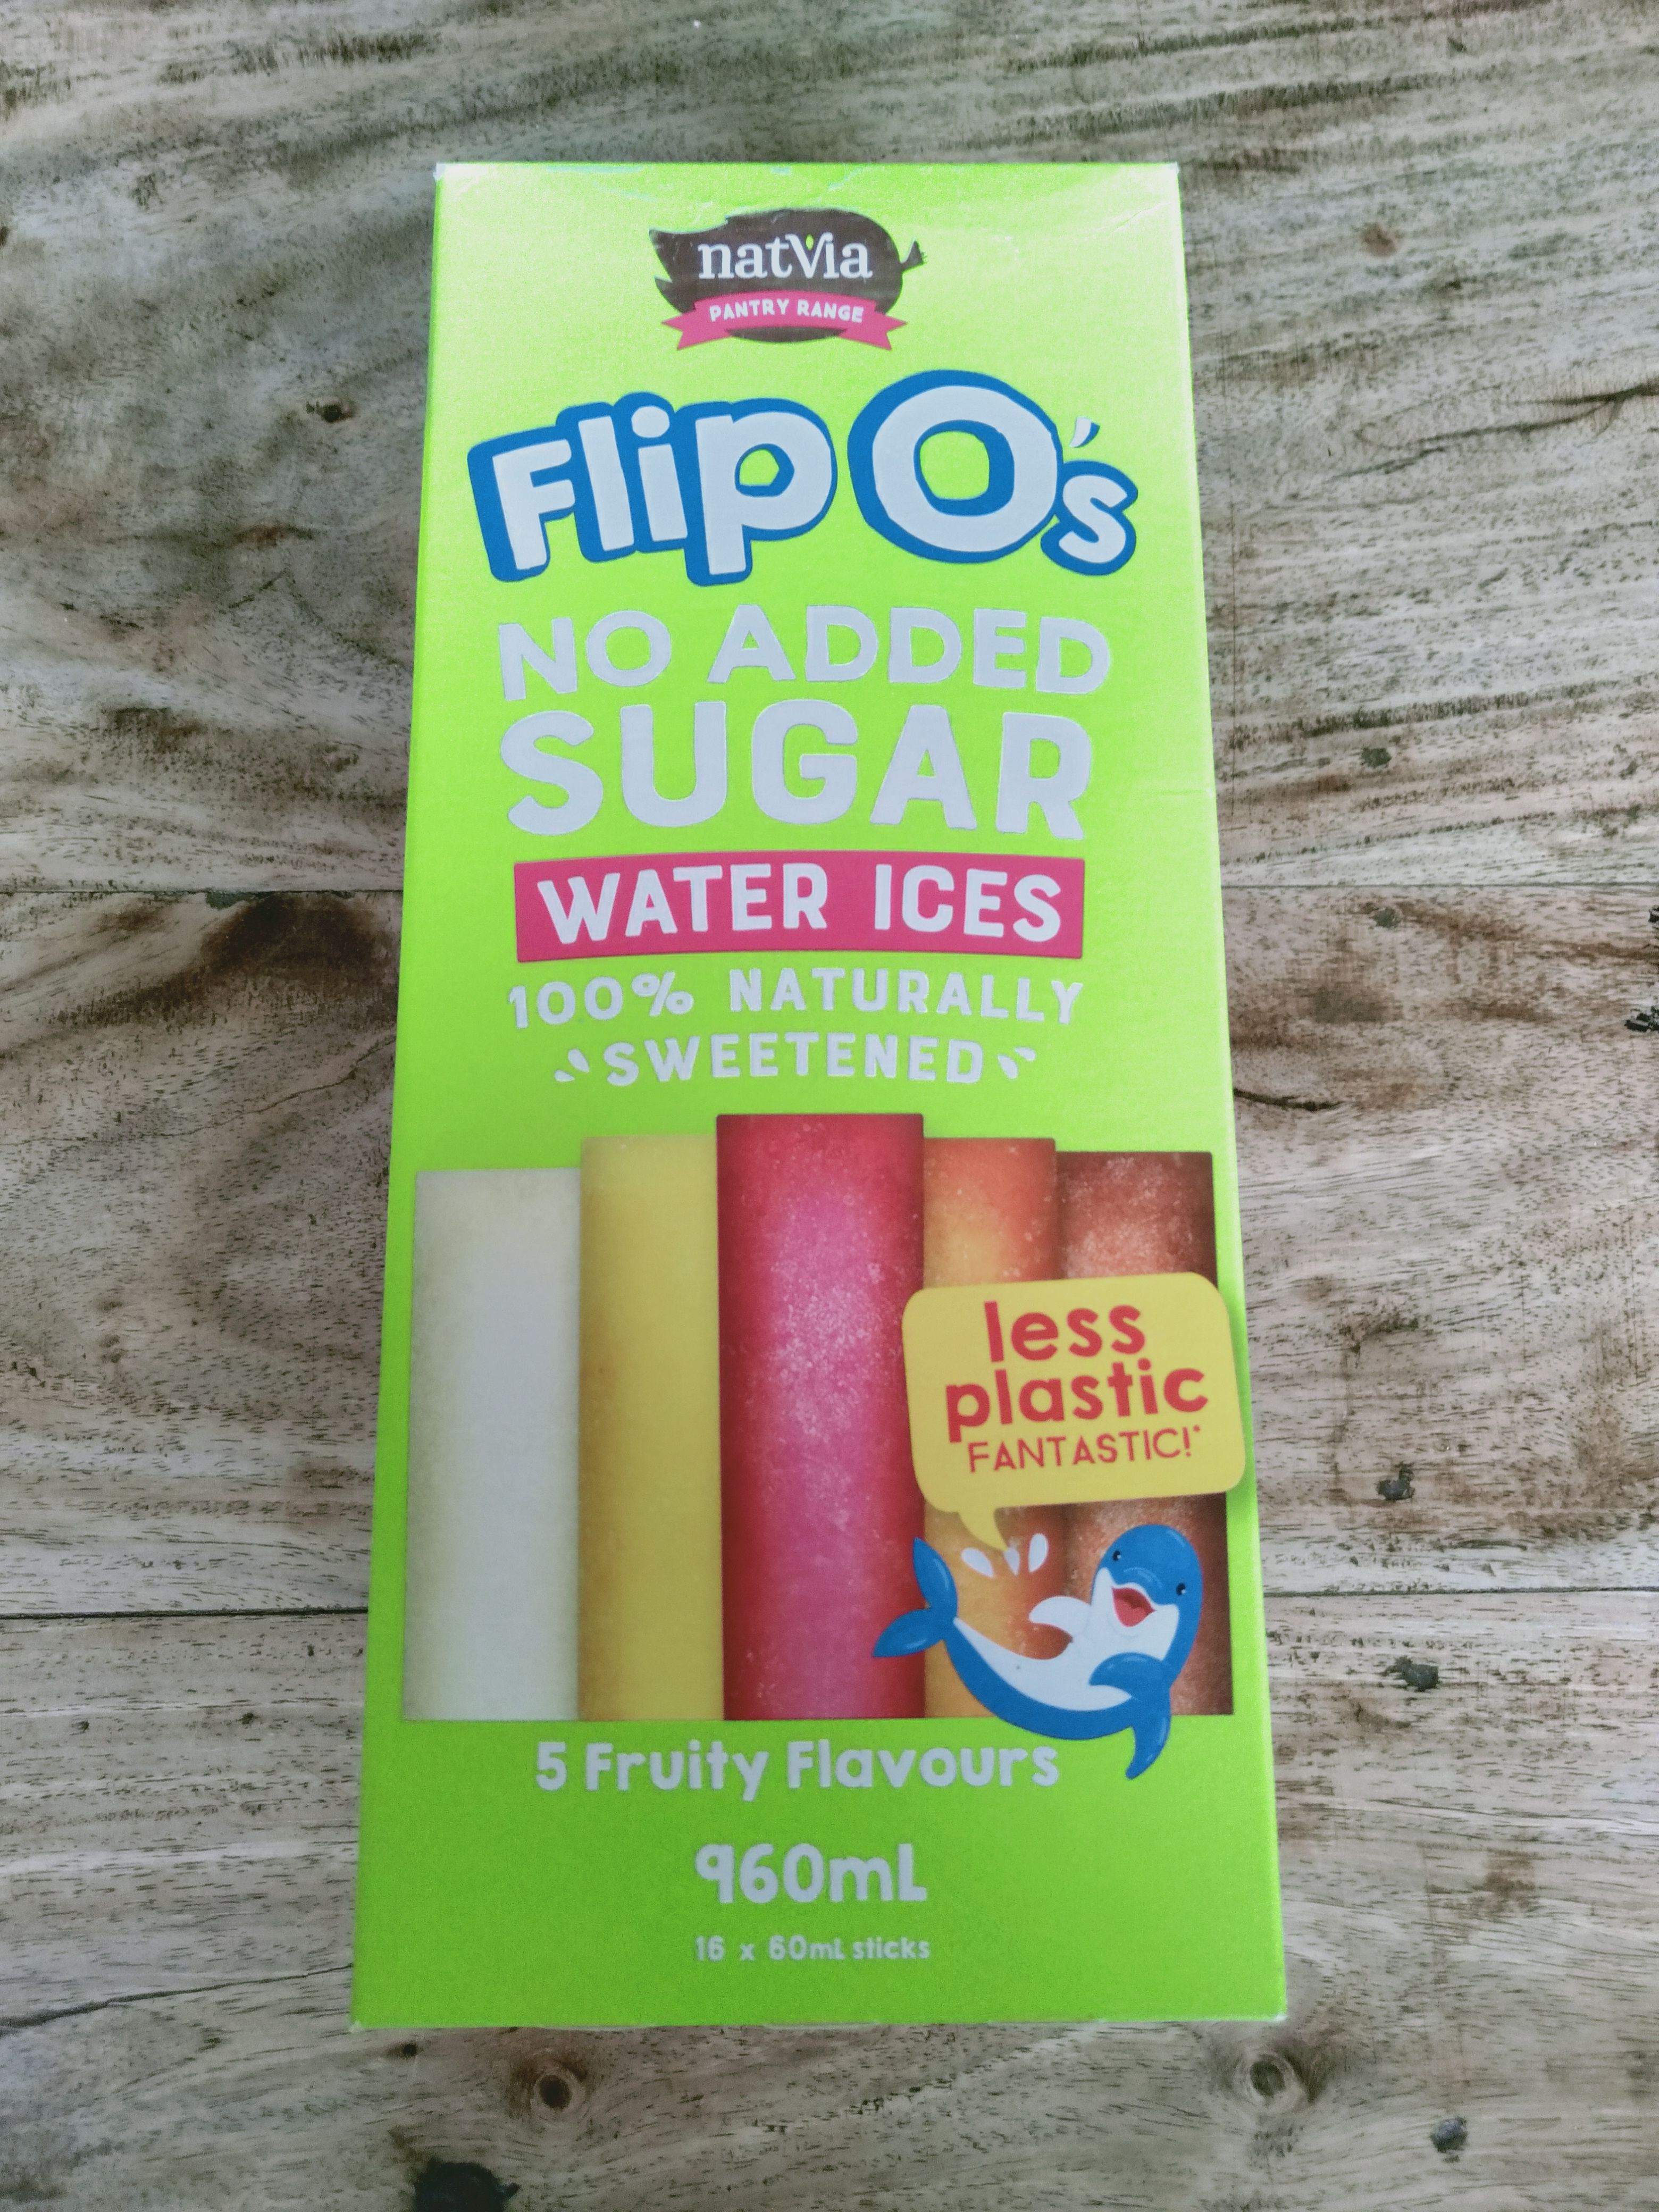 natvia
PANTRY RANGE
Flip O's
NO ADDED
SUGAR
WATER ICES
100% NATURALLY
SWEETENED
less
plastic
FANTASTIC!*
5 Fruity Flavours
960mL
16 x 60mL sticks